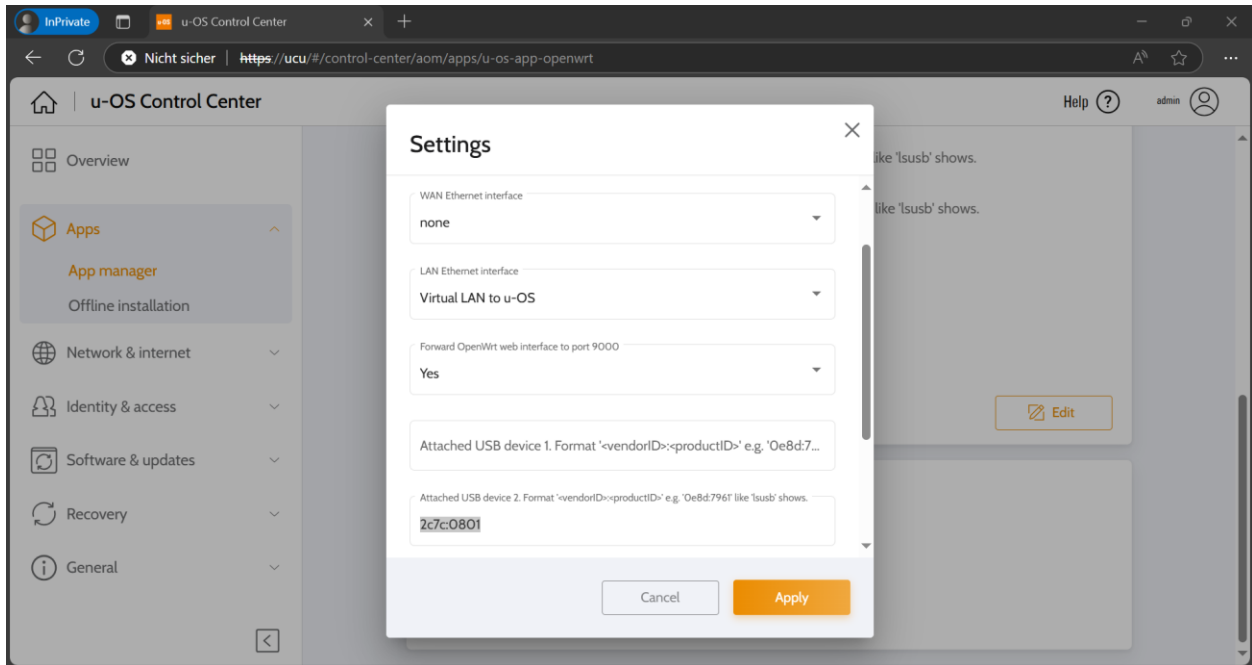 InPrivate
u-os
u-OS Control Center
Nicht sicher
https://ucu/#/control-center/aom/apps/u-os-app-openwrt
u-OS Control Center
Help
admin
Overview
Apps
App manager
Offline installation
Network & internet
Identity & access
Software & updates
Recovery
General
like 'lsusb' shows.
like 'lsusb' shows.
Edit
Settings
WAN Ethernet interface
none
LAN Ethernet interface
Virtual LAN to u-OS
Forward OpenWrt web interface to port 9000
Yes
Attached USB device 1. Format '<vendorID>:<productID>' e.g. '0e8d:7...
Attached USB device 2. Format '<vendorID>:<productID>' e.g. '0e8d:7961' like 'lsusb' shows.
2c7c:0801
Cancel
Apply